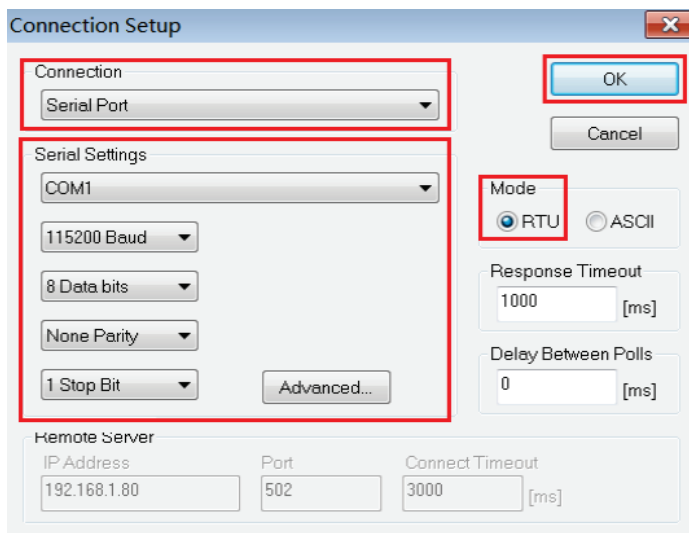 Connection Setup
Connection
OK
Serial Port
Cancel
Serial Settings
COM1
Mode
RTU ASCII
115200 Baud
8 Data bits
Response Timeout
1000 [ms]
None Parity
Delay Between Polls
1 Stop Bit
Advanced...
0 [ms]
Remote Server
IP Address Port Connect Timeout
192.168.1.80 502 3000 [ms]